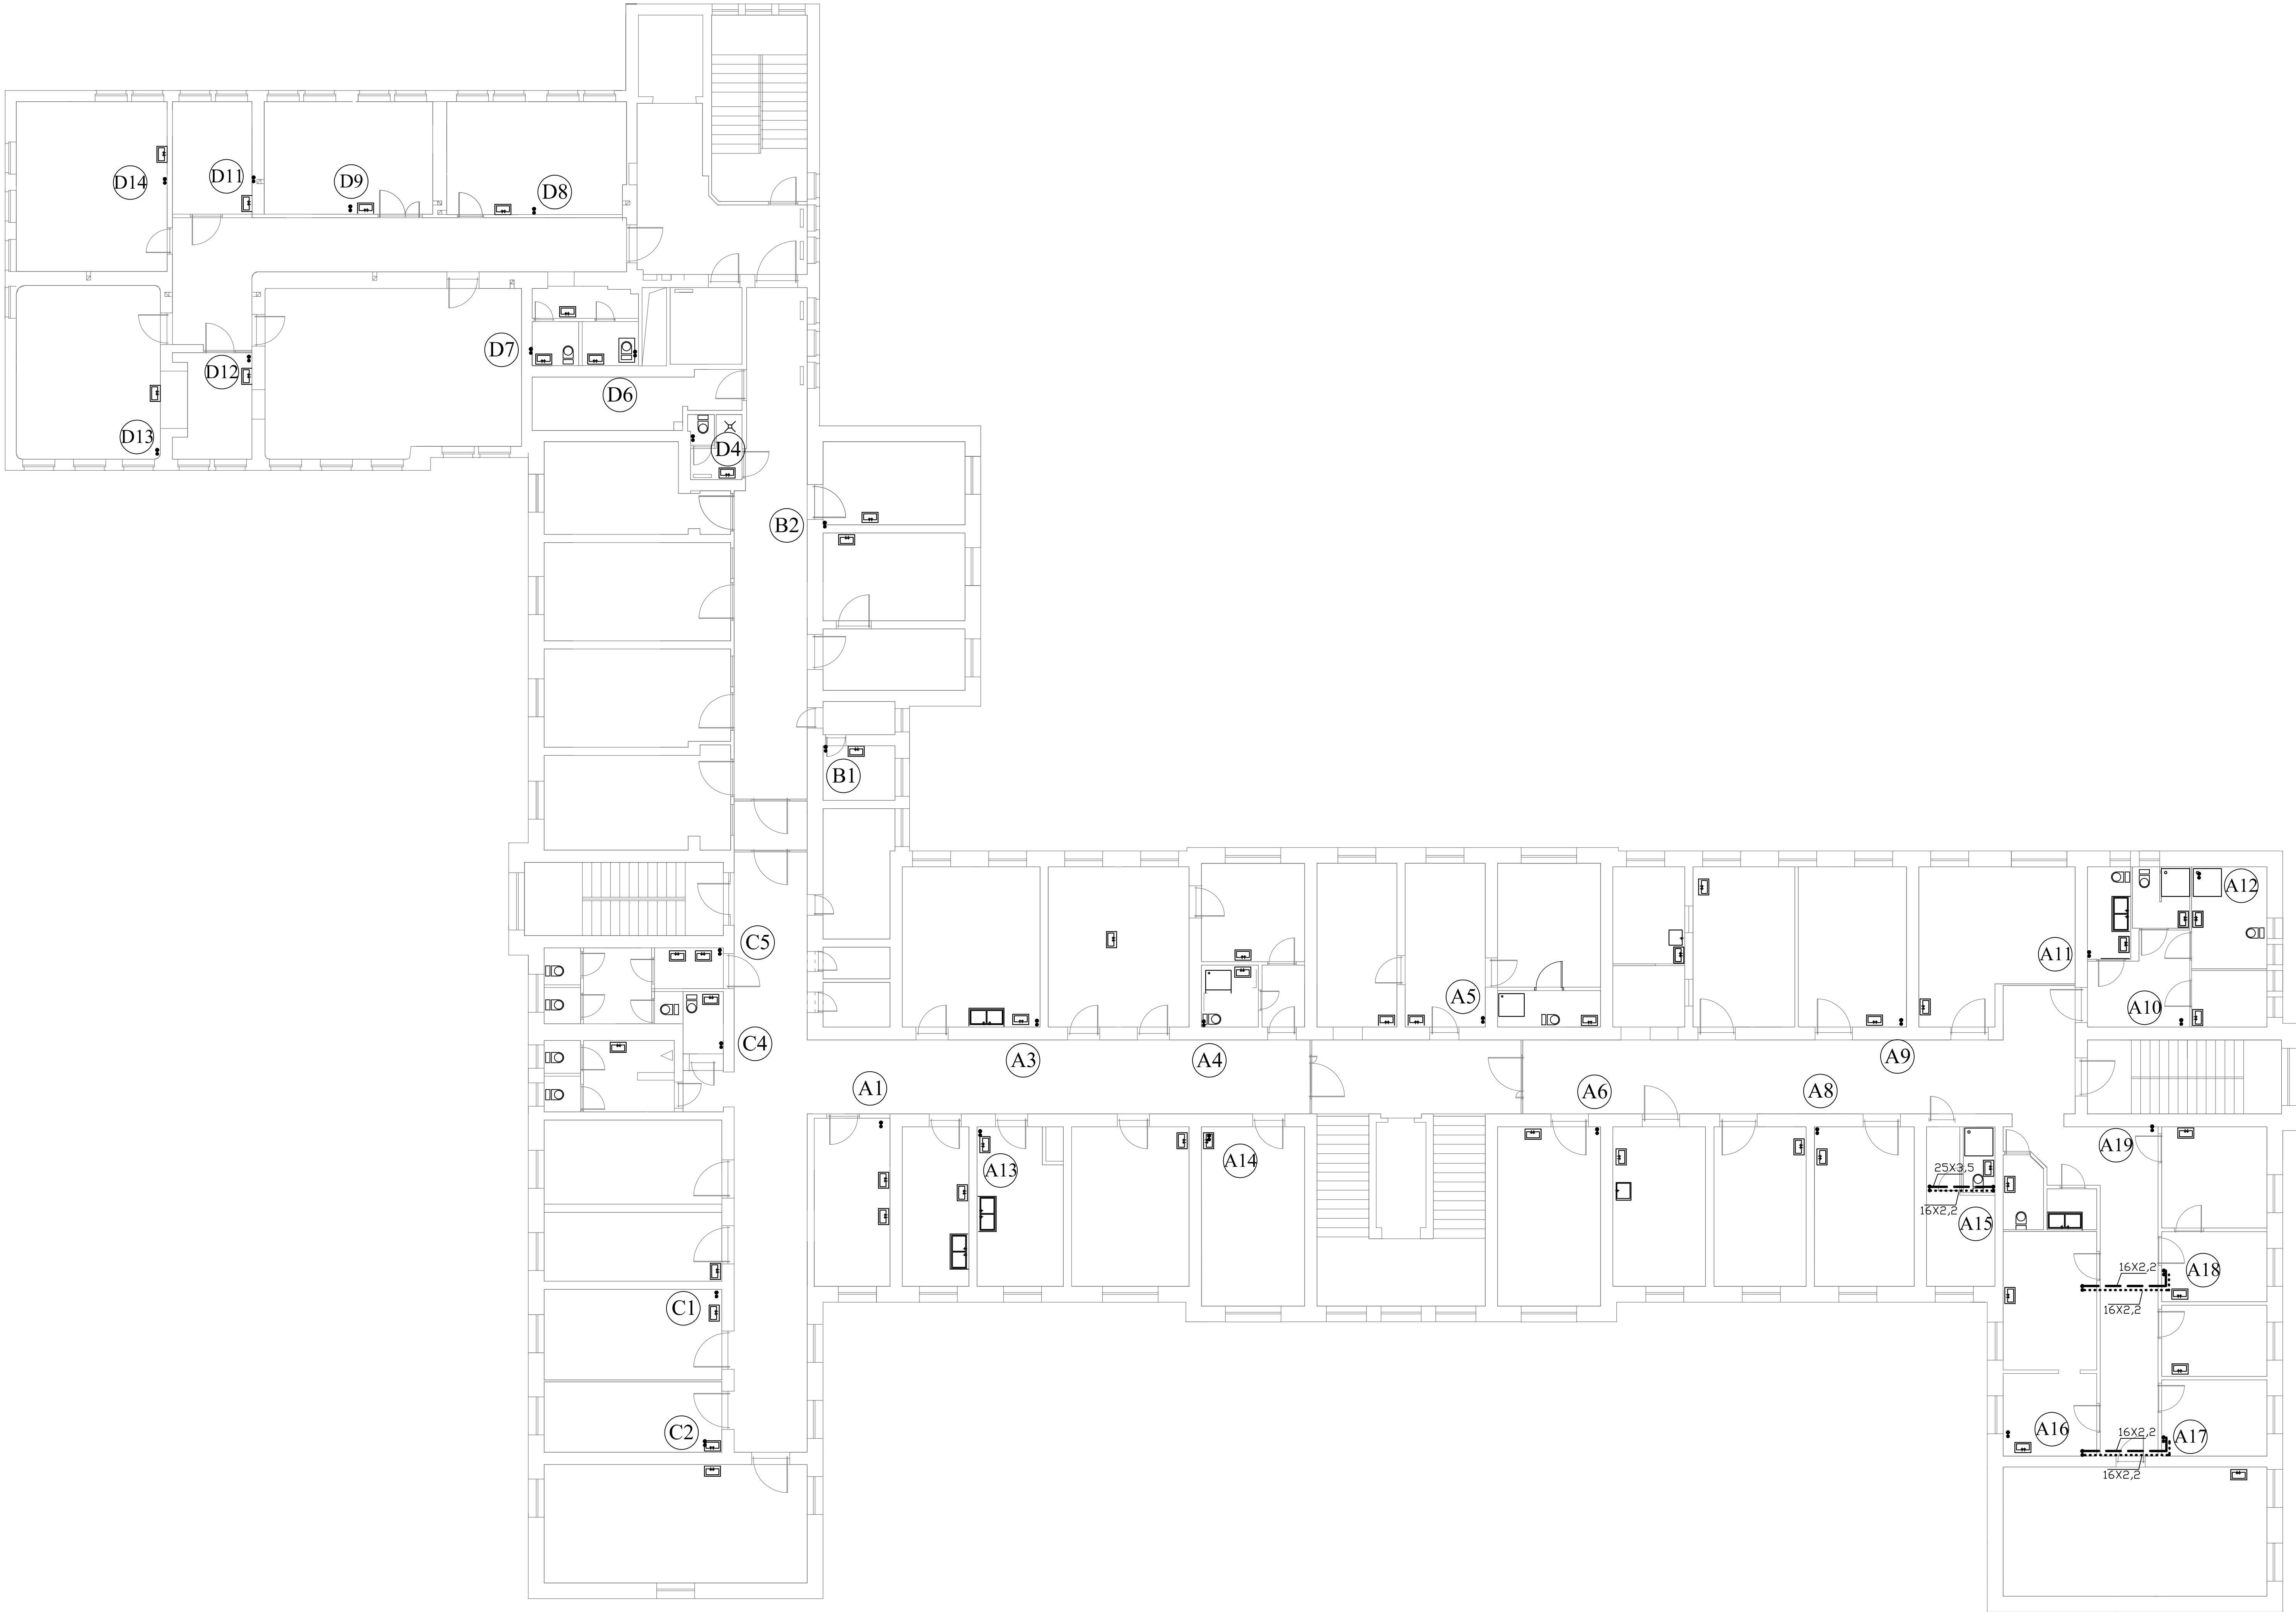 D14
D11
D9
D8
D7
D12
D6
D13
D4
B2
B1
C5
A12
A11
A5
A10
C4
A3
A4
A9
A1
A6
A8
A19
A14
A13
25X3,5
16X2,2
A15
16X2,2
A18
C1
16X2,2
C2
A16
16X2,2
A17
16X2,2